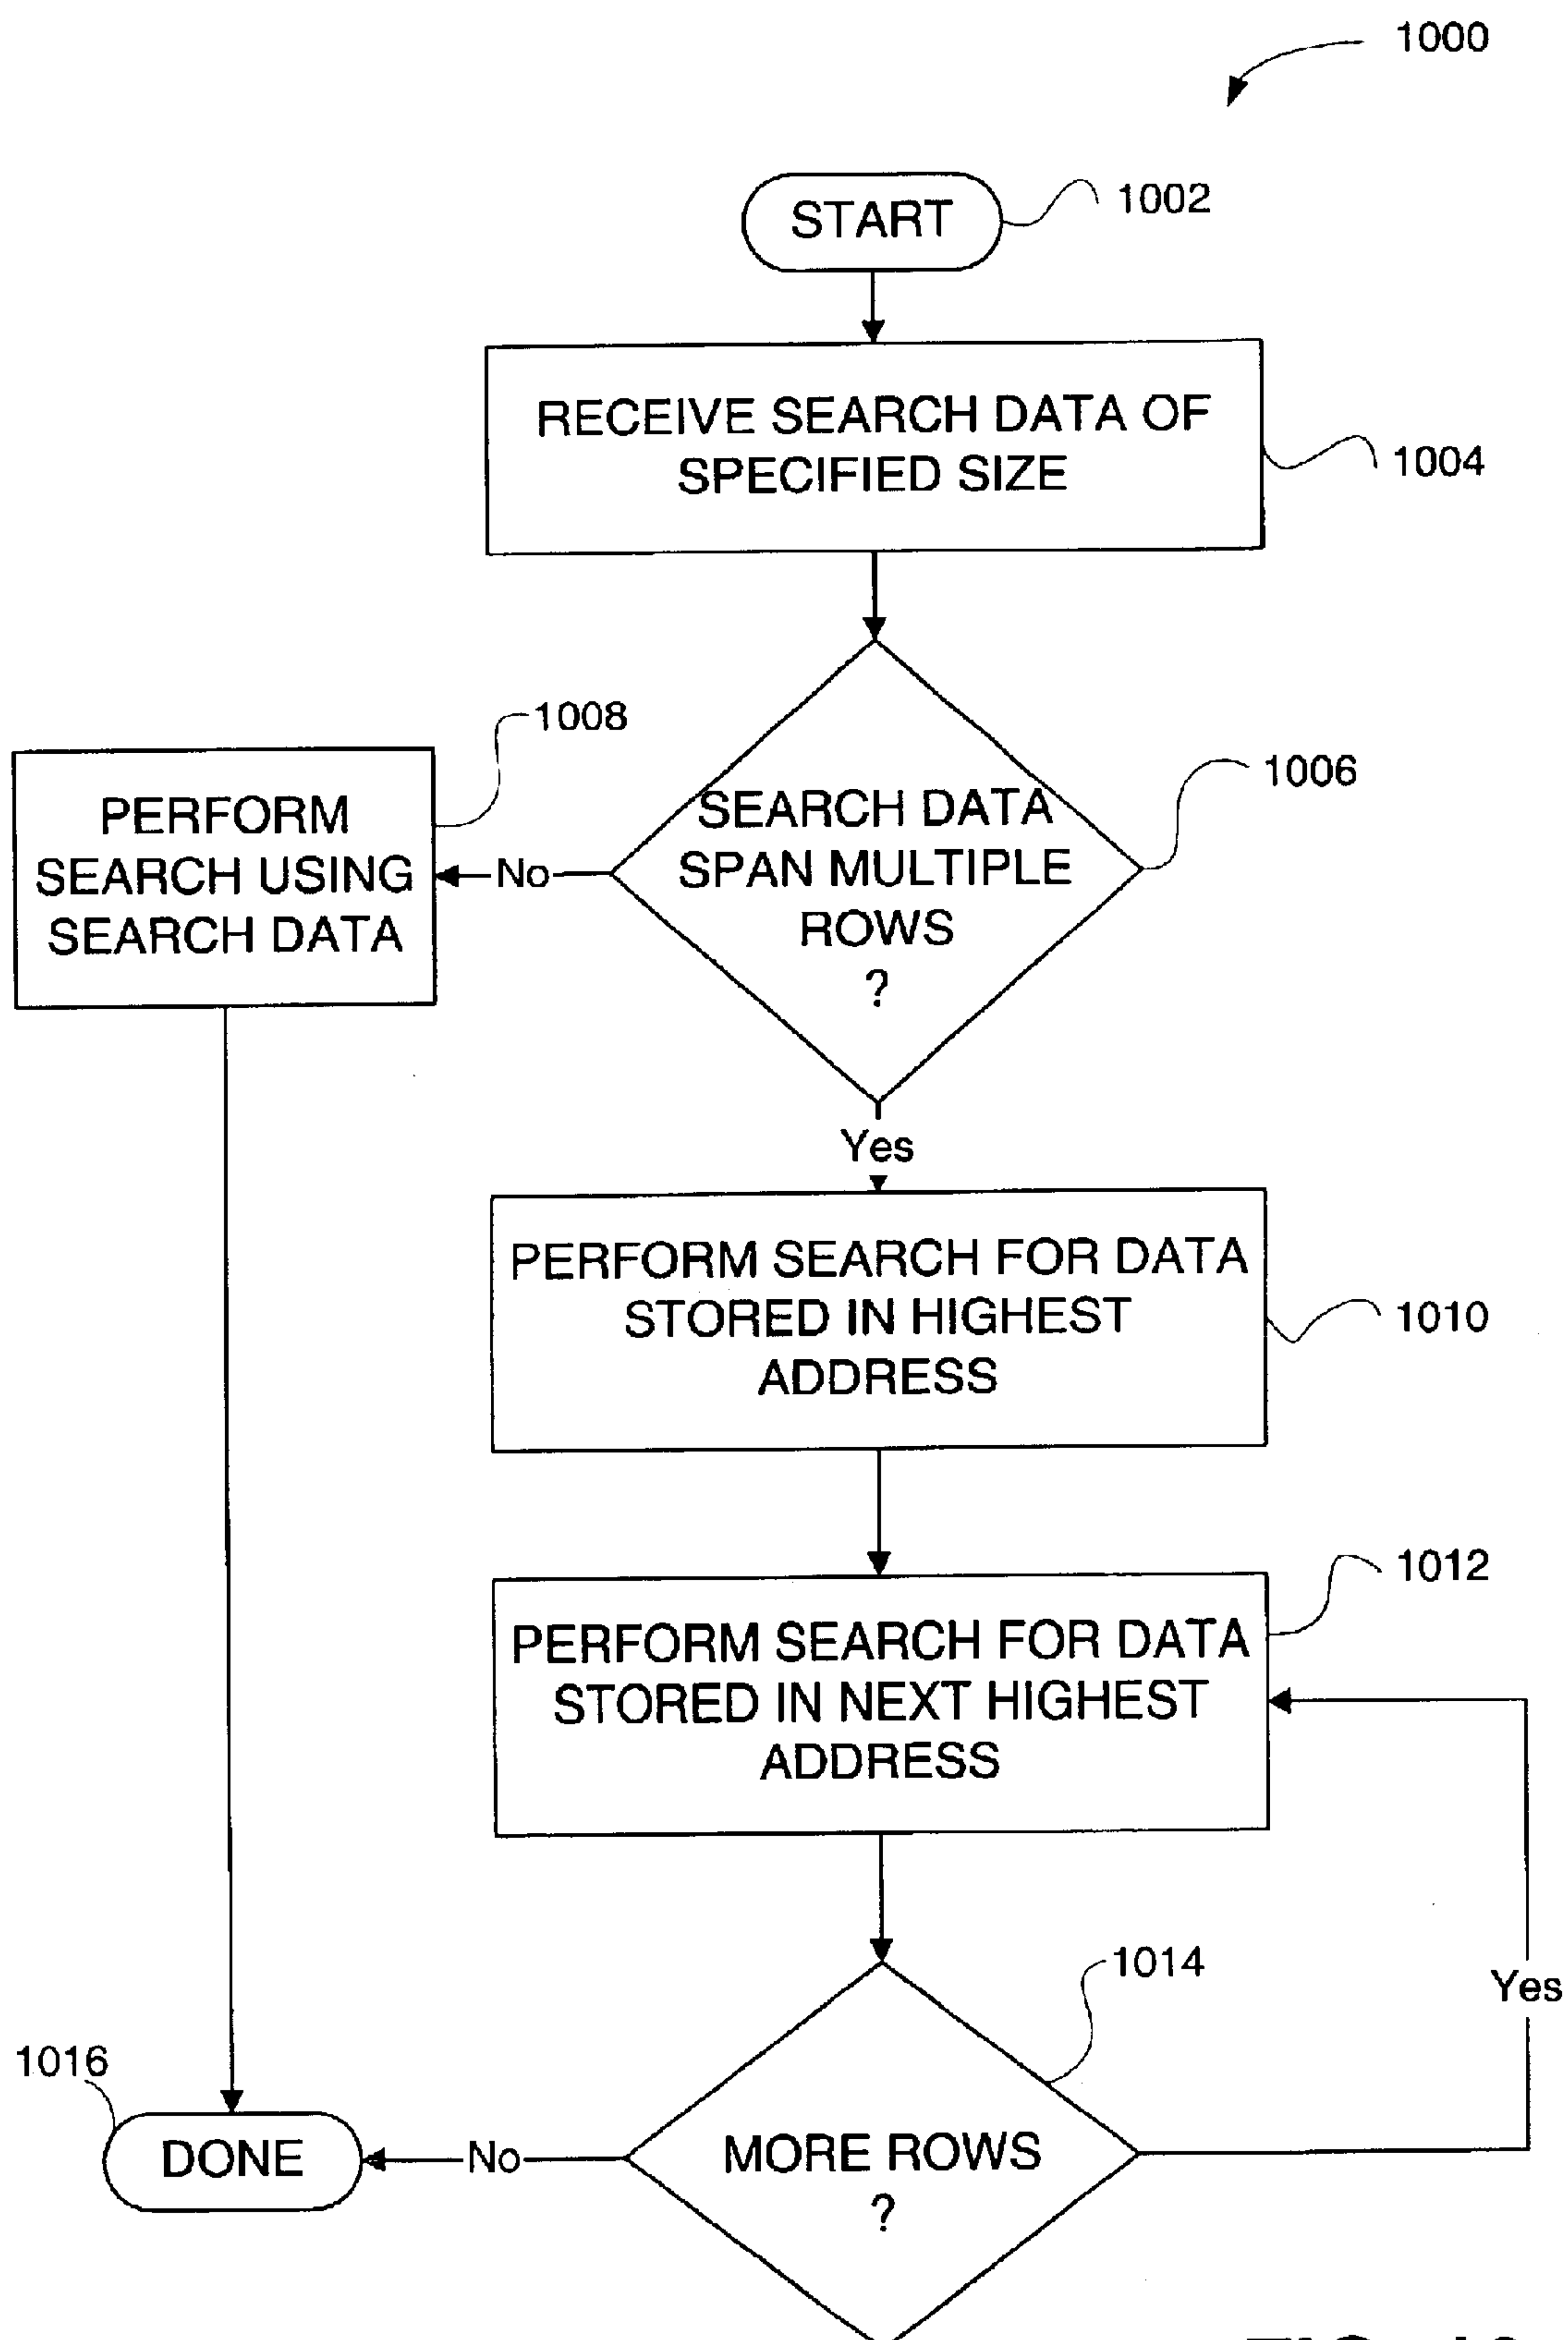 1000
START
1002
RECEIVE SEARCH DATA OF
SPECIFIED SIZE
1004
1008
PERFORM
SEARCH USING
SEARCH DATA
No
SEARCH DATA
SPAN MULTIPLE
ROWS
?
1006
Yes
PERFORM SEARCH FOR DATA
STORED IN HIGHEST
ADDRESS
1010
PERFORM SEARCH FOR DATA
STORED IN NEXT HIGHEST
ADDRESS
1012
1014
Yes
1016
DONE
No
MORE ROWS
?